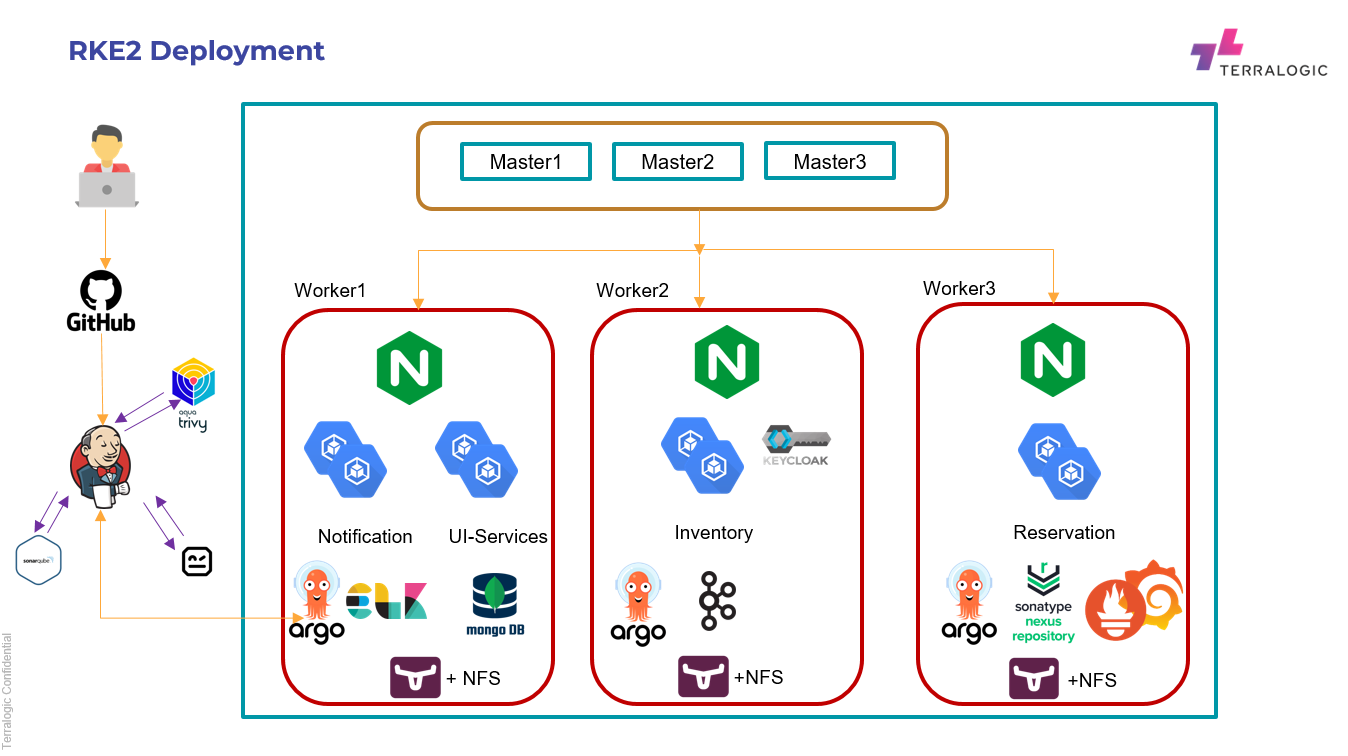 RKE2 Deployment
TERRALOGIC
Master1
Master2
Master3
Worker1
Worker2
Worker3
GitHub
aqua
trivy
KEYCLOAK
Notification
UI-Services
Inventory
Reservation
sonarqube
argo
ELK
mongo DB
argo
argo
r
sonatype
nexus
repository
+ NFS
+NFS
+NFS
Terralogic Confidential